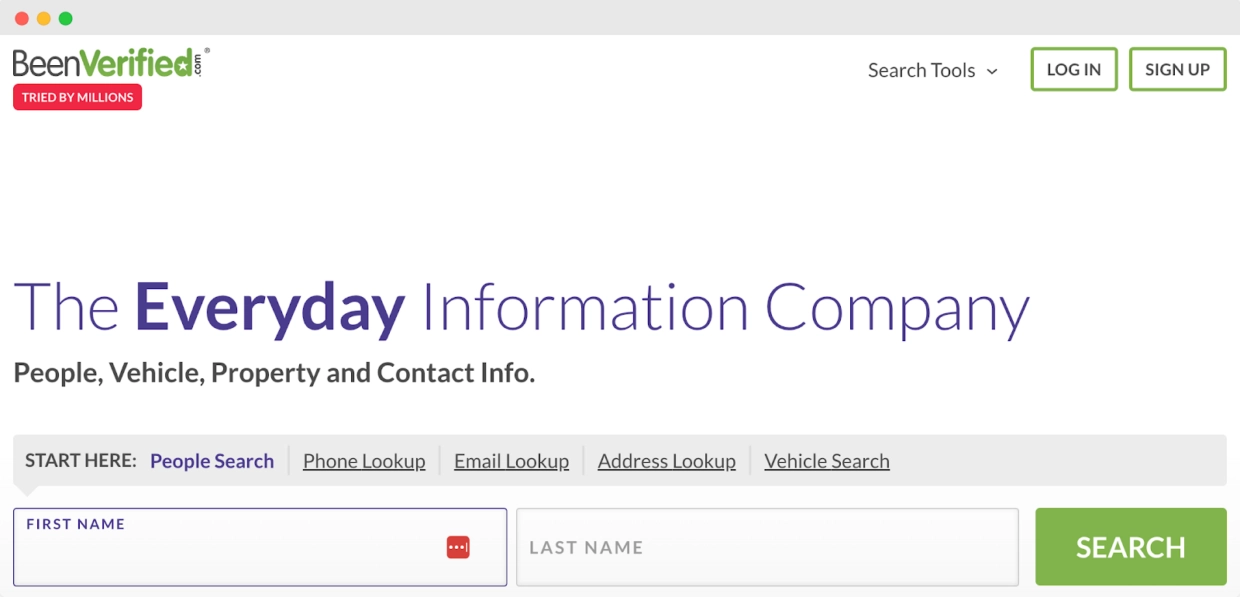 BeenVerified.com®
TRIED BY MILLIONS
Search Tools
LOG IN
SIGN UP
The Everyday Information Company
People, Vehicle, Property and Contact Info.
START HERE: People Search Phone Lookup Email Lookup Address Lookup Vehicle Search
FIRST NAME
LAST NAME
SEARCH